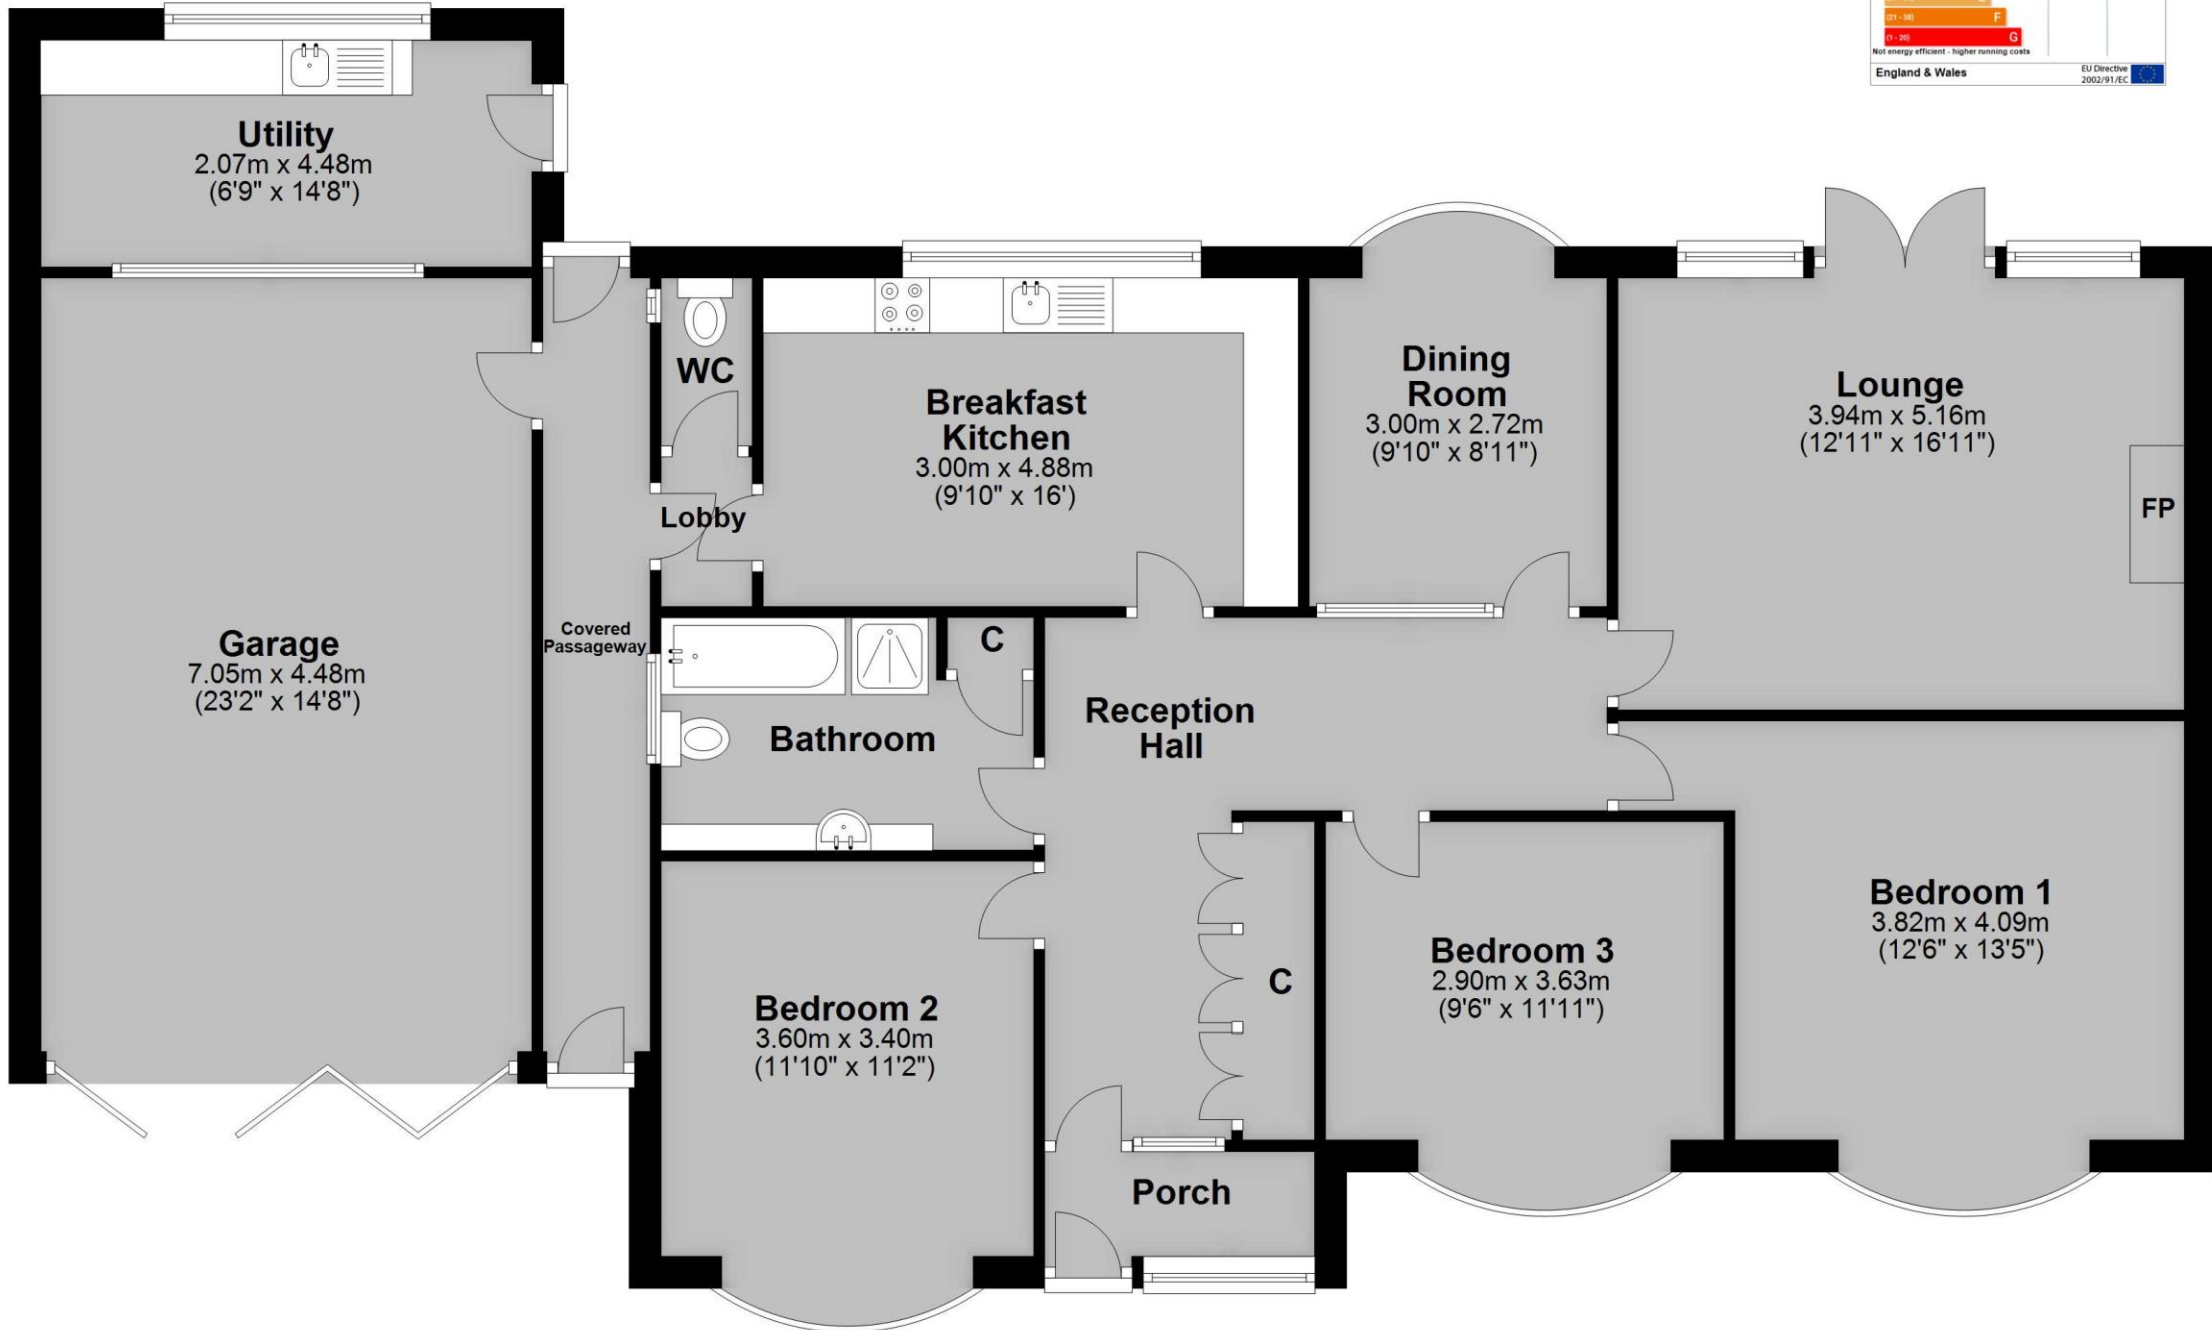 (21 - 38)
F
(1 - 20)
G
Not energy efficient - higher running costs
England & Wales
EU Directive
2002/91/EC
Utility
2.07m x 4.48m
(6'9" x 14'8")
WC
Breakfast
Kitchen
3.00m x 4.88m
(9'10" x 16')
Dining
Room
3.00m x 2.72m
(9'10" x 8'11")
Lounge
3.94m x 5.16m
(12'11" x 16'11")
FP
Lobby
Garage
7.05m x 4.48m
(23'2" x 14'8")
Covered
Passageway
C
Bathroom
Reception
Hall
Bedroom 1
3.82m x 4.09m
(12'6" x 13'5")
Bedroom 3
2.90m x 3.63m
(9'6" x 11'11")
C
Bedroom 2
3.60m x 3.40m
(11'10" x 11'2")
Porch